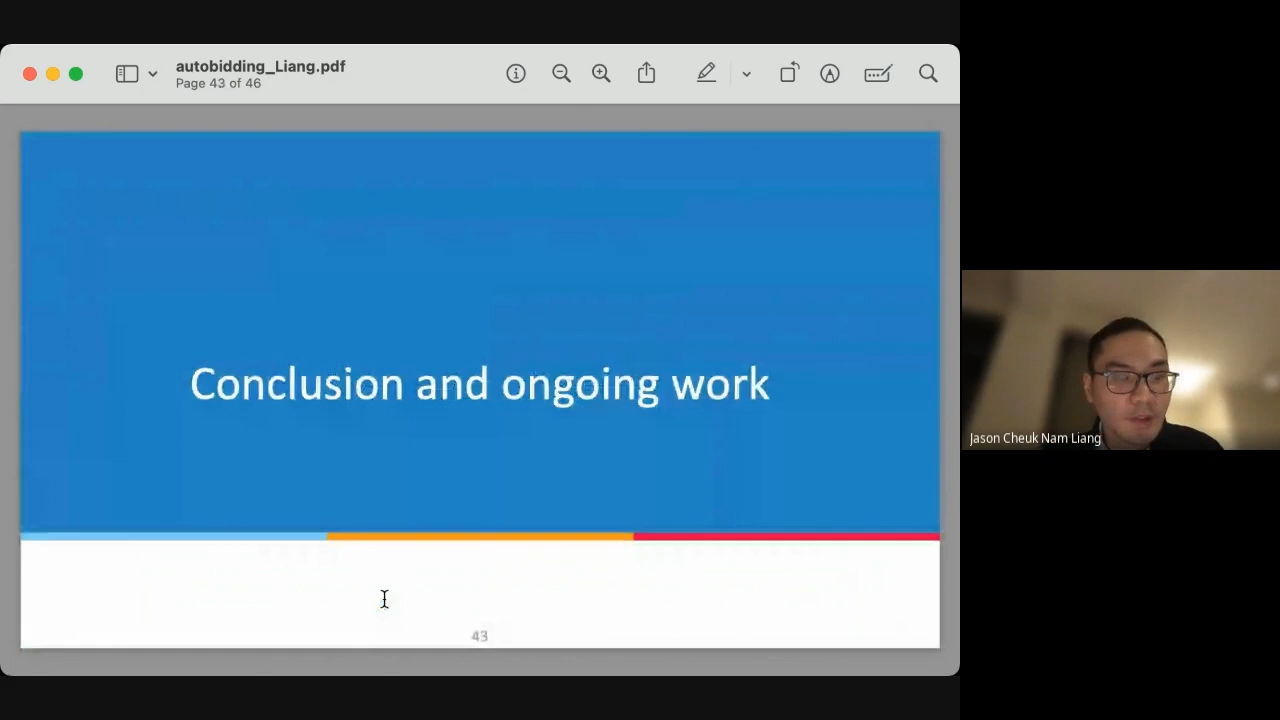 autobidding_Liang.pdf
Page 43 of 46
Conclusion and ongoing work
43
Jason Cheuk Nam Liang